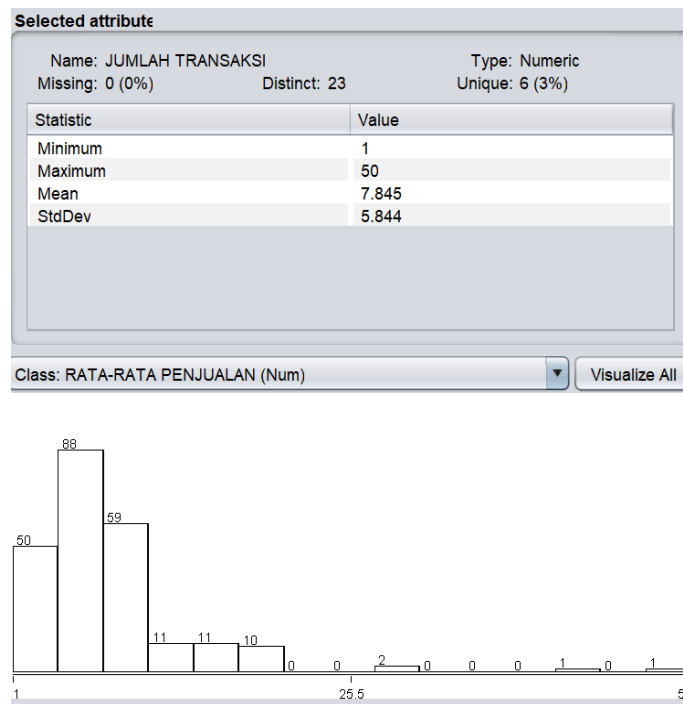 Selected attribute
Name: JUMLAH TRANSAKSI Type: Numeric
Missing: 0 (0%) Distinct: 23 Unique: 6 (3%)
Statistic Value
Minimum 1
Maximum 50
Mean 7.845
StdDev 5.844
Class: RATA-RATA PENJUALAN (Num) Visualize All
88
59
50
11 11 10
0 0 2 0 0 0 1 0 1
1 25.5 5